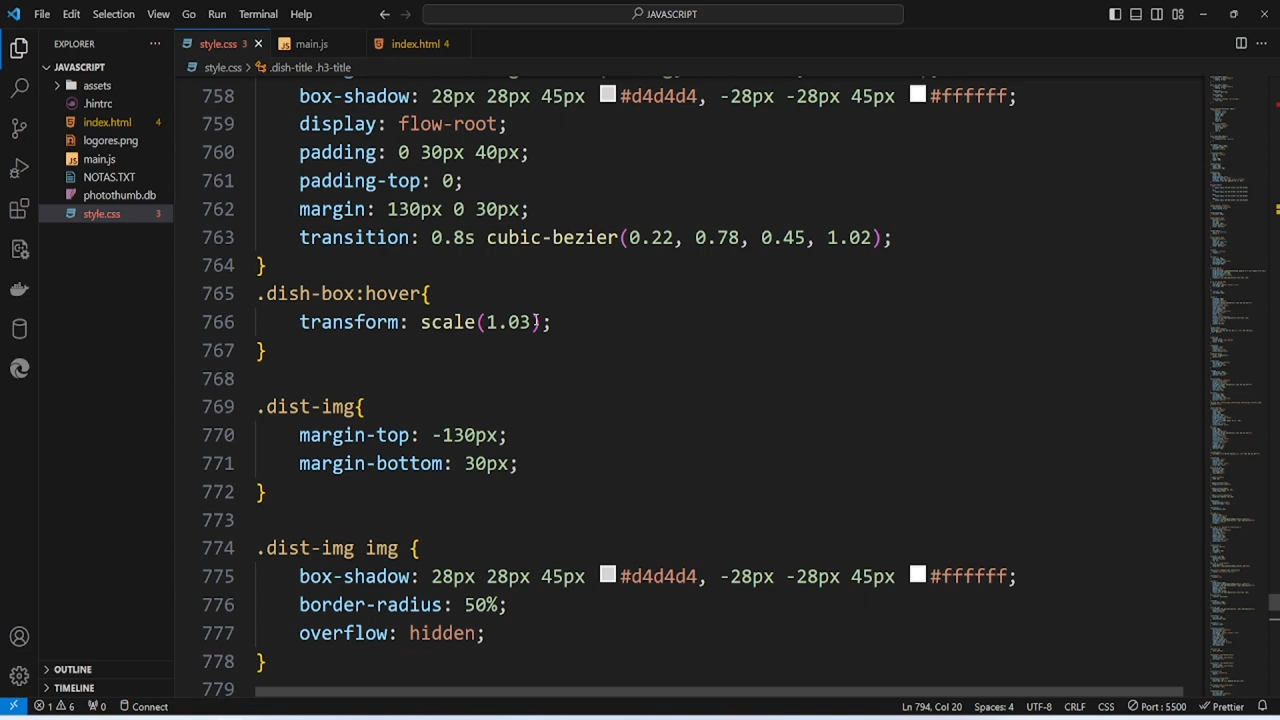 File Edit Selection View Go Run Terminal Help JAVASCRIPT
EXPLORER style.css 3 main.js index.html 4
JAVASCRIPT style.css > .dish-title .h3-title
assets
.hintrc
index.html 4
logores.png
main.js
NOTAS.TXT
photothumb.db
style.css 3
758 box-shadow: 28px 28px 45px #d4d4d4, -28px -28px 45px #ffffff;
759 display: flow-root;
760 padding: 0 30px 40px;
761 padding-top: 0;
762 margin: 130px 0 30px;
763 transition: 1.8s cubic-bezier(0.22, 0.78, 0.45, 1.02);
764 }
765 .dish-box:hover{
766 transform: scale(1.03);
767 }
768
769 .dist-img{
770 margin-top: -130px;
771 margin-bottom: 30px;
772 }
773
774 .dist-img img {
775 box-shadow: 28px 28px 45px #d4d4d4, -28px -28px 45px #ffffff;
776 border-radius: 50%;
777 overflow: hidden;
778 }
779
OUTLINE
TIMELINE
1 6 0 Connect Ln 794, Col 20 Spaces: 4 UTF-8 CRLF CSS Port : 5500 Prettier